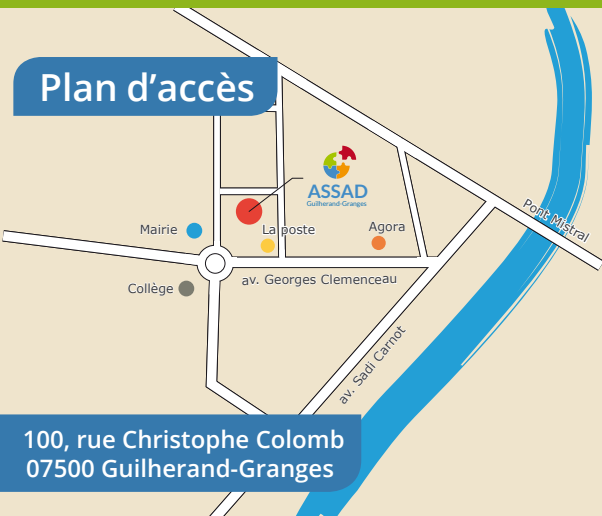 Plan d’accès
ASSAD
Guilherand-Granges
Pont Mistral
Mairie
La poste
Agora
av. Georges Clemenceau
Collège
av. Sadi Carnot
100, rue Christophe Colomb
07500 Guilherand-Granges